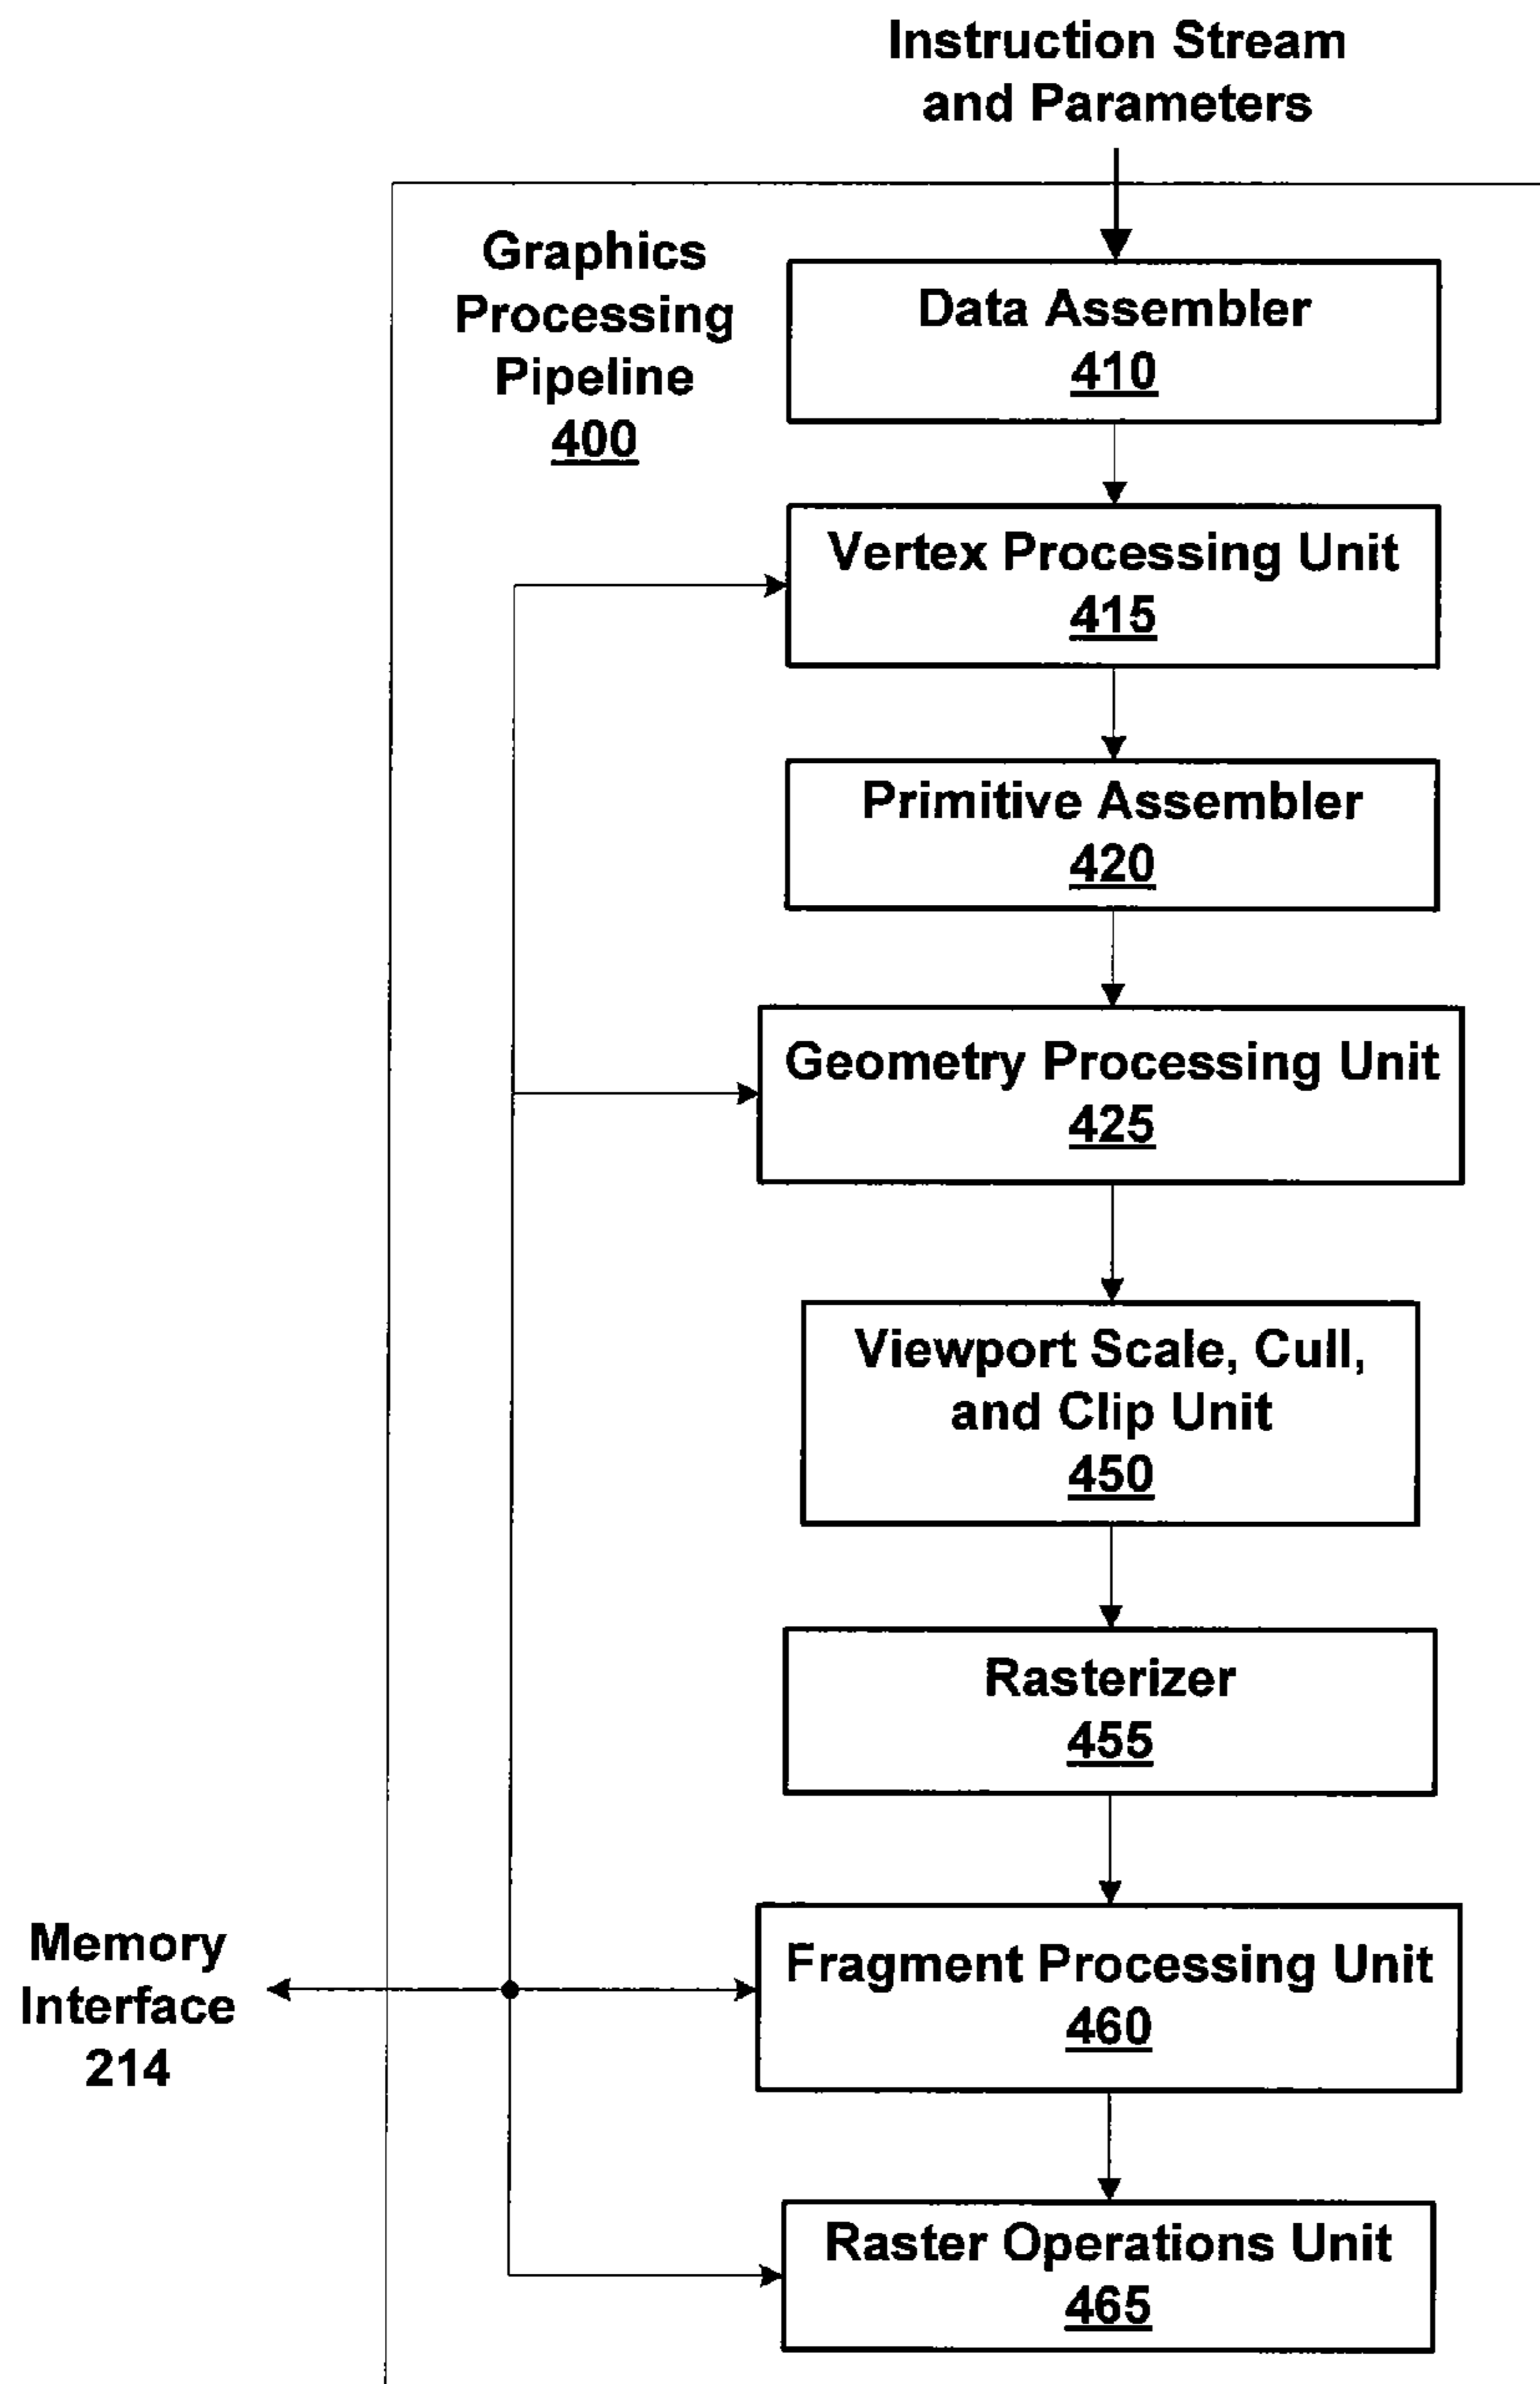 Instruction Stream
and Parameters
Graphics
Processing
Pipeline
400
Data Assembler
410
Vertex Processing Unit
415
Primitive Assembler
420
Geometry Processing Unit
425
Viewport Scale, Cull,
and Clip Unit
450
Rasterizer
455
Memory
Interface
214
Fragment Processing Unit
460
Raster Operations Unit
465